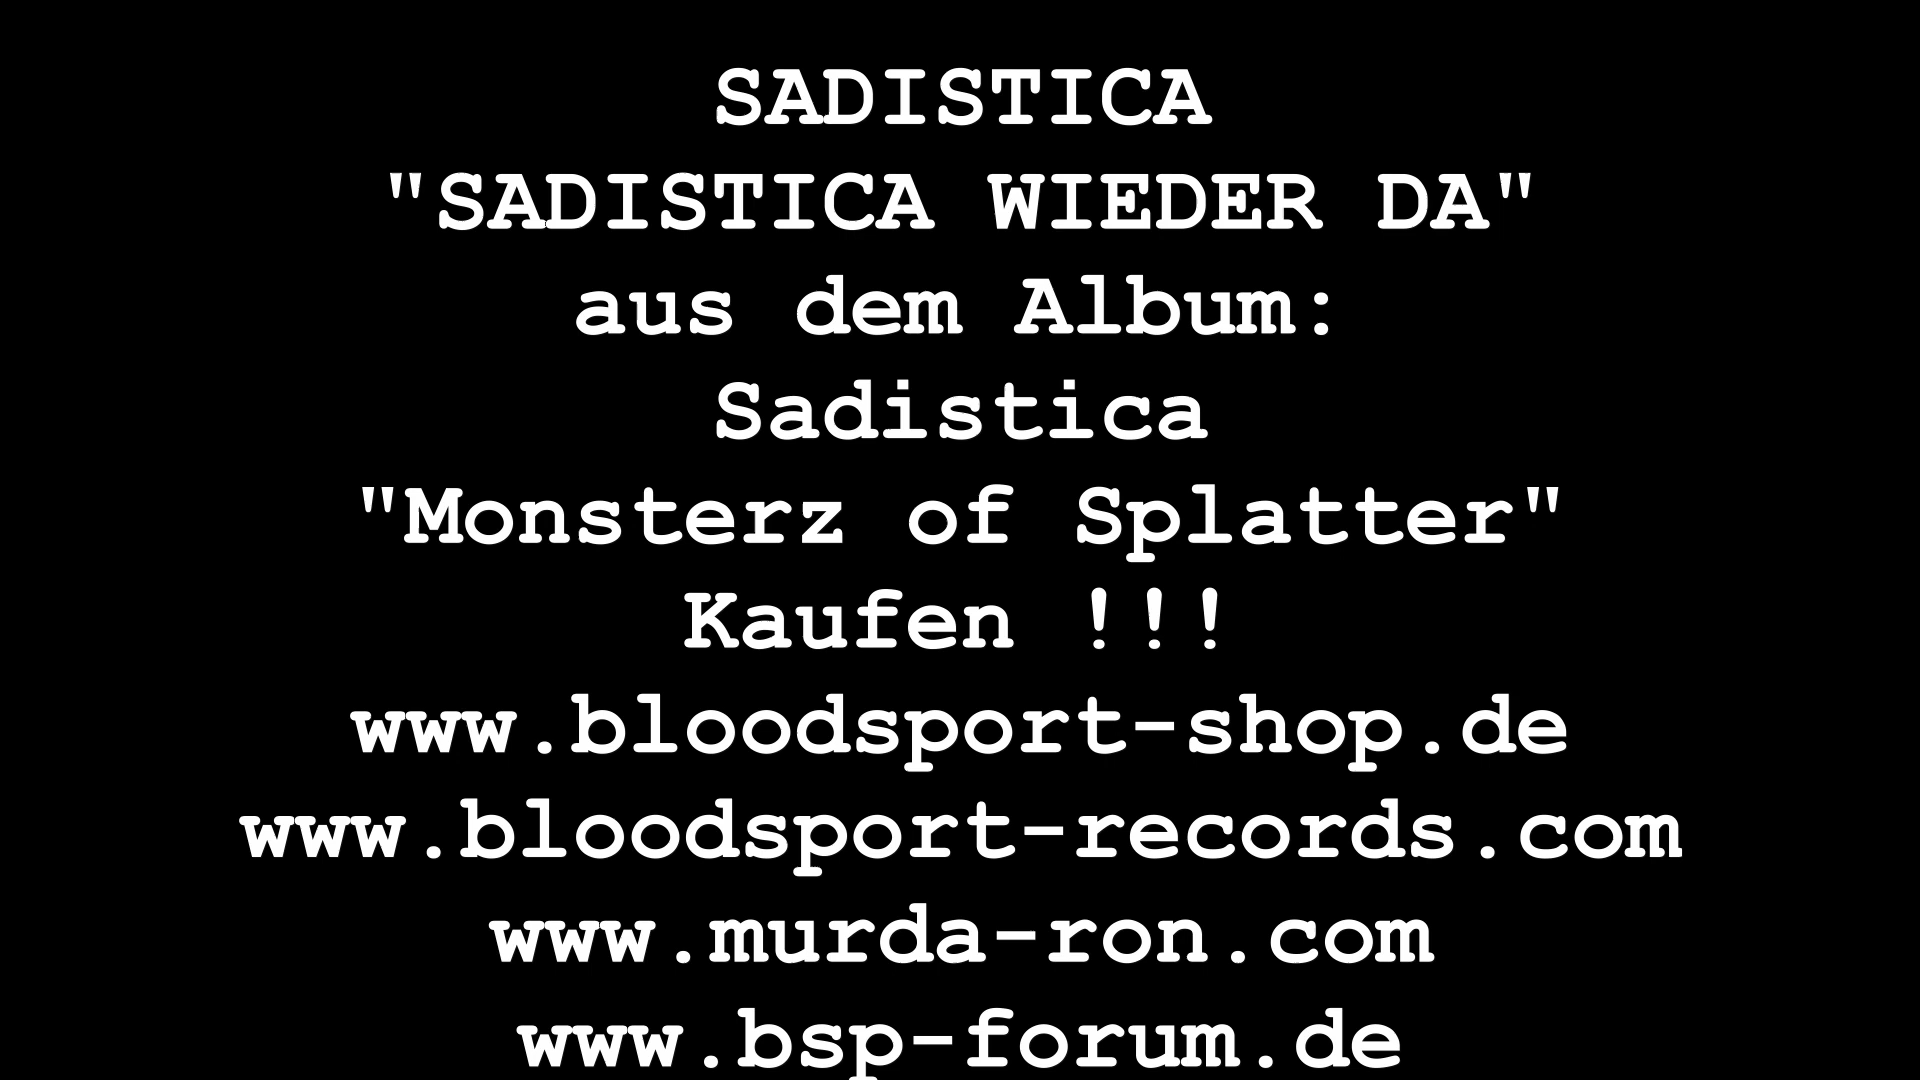 SADISTICA
"SADISTICA WIEDER DA"
aus dem Album:
Sadistica
"Monsterz of Splatter"
Kaufen !!!
www.bloodsport-shop.de
www.bloodsport-records.com
www.murda-ron.com
www.bsp-forum.de